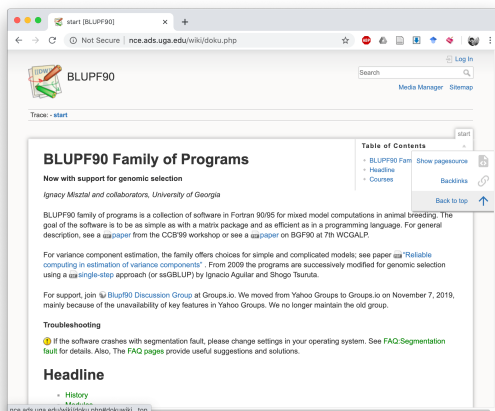 start [BLUPF90]
Not Secure | nce.ads.uga.edu/wiki/doku.php
Log In
BLUPF90
Search
Media Manager Sitemap
Trace: • start
start
Table of Contents
BLUPF90 Fam
Headline
Courses
Show pagesource
Backlinks
Back to top
BLUPF90 Family of Programs
Now with support for genomic selection
Ignacy Misztal and collaborators, University of Georgia
BLUPF90 family of programs is a collection of software in Fortran 90/95 for mixed model computations in animal breeding. The
goal of the software is to be as simple as with a matrix package and as efficient as in a programming language. For general
description, see a paper from the CCB'99 workshop or see a paper on BGF90 at 7th WCGALP.
For variance component estimation, the family offers choices for simple and complicated models; see paper "Reliable
computing in estimation of variance components" . From 2009 the programs are successively modified for genomic selection
using a single-step approach (or ssGBLUP) by Ignacio Aguilar and Shogo Tsuruta.
For support, join Blupf90 Discussion Group at Groups.io. We moved from Yahoo Groups to Groups.io on November 7, 2019,
mainly because of the unavailability of key features in Yahoo Groups. We no longer maintain the old group.
Troubleshooting
If the software crashes with segmentation fault, please change settings in your operating system. See FAQ:Segmentation
fault for details. Also, The FAQ pages provide useful suggestions and solutions.
Headline
History